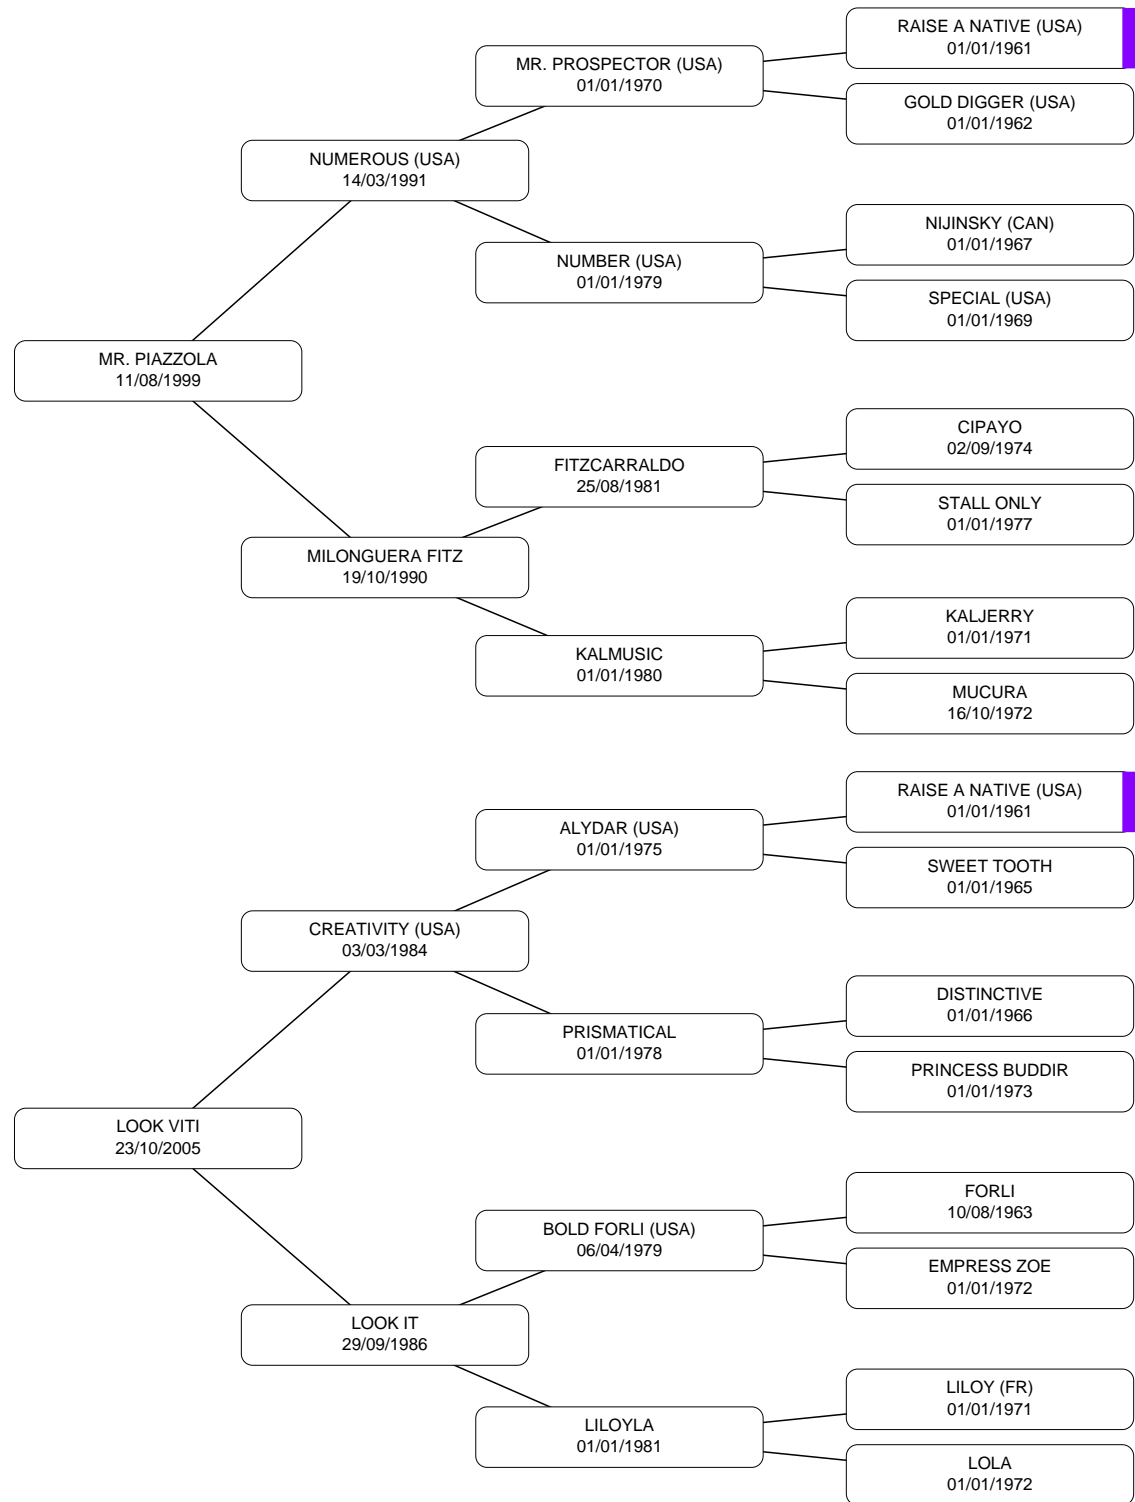 RAISE A NATIVE (USA)
01/01/1961
MR. PROSPECTOR (USA)
01/01/1970
GOLD DIGGER (USA)
01/01/1962
NUMEROUS (USA)
14/03/1991
NIJINSKY (CAN)
01/01/1967
NUMBER (USA)
01/01/1979
SPECIAL (USA)
01/01/1969
MR. PIAZZOLA
11/08/1999
CIPAYO
02/09/1974
FITZCARRALDO
25/08/1981
STALL ONLY
01/01/1977
MILONGUERA FITZ
19/10/1990
KALJERRY
01/01/1971
KALMUSIC
01/01/1980
MUCURA
16/10/1972
RAISE A NATIVE (USA)
01/01/1961
ALYDAR (USA)
01/01/1975
SWEET TOOTH
01/01/1965
CREATIVITY (USA)
03/03/1984
DISTINCTIVE
01/01/1966
PRISMATICAL
01/01/1978
PRINCESS BUDDIR
01/01/1973
LOOK VITI
23/10/2005
FORLI
10/08/1963
BOLD FORLI (USA)
06/04/1979
EMPRESS ZOE
01/01/1972
LOOK IT
29/09/1986
LILOY (FR)
01/01/1971
LILOYLA
01/01/1981
LOLA
01/01/1972